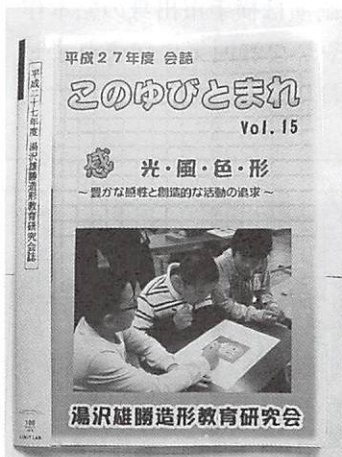 平成27年度 会誌
このゆびとまれ
Vol. 15
感 光・風・色・形
～豊かな感性と創造的な活動の追求～
湯沢雄勝造形教育研究会
平成二十七年度 湯沢雄勝造形教育研究会誌
100